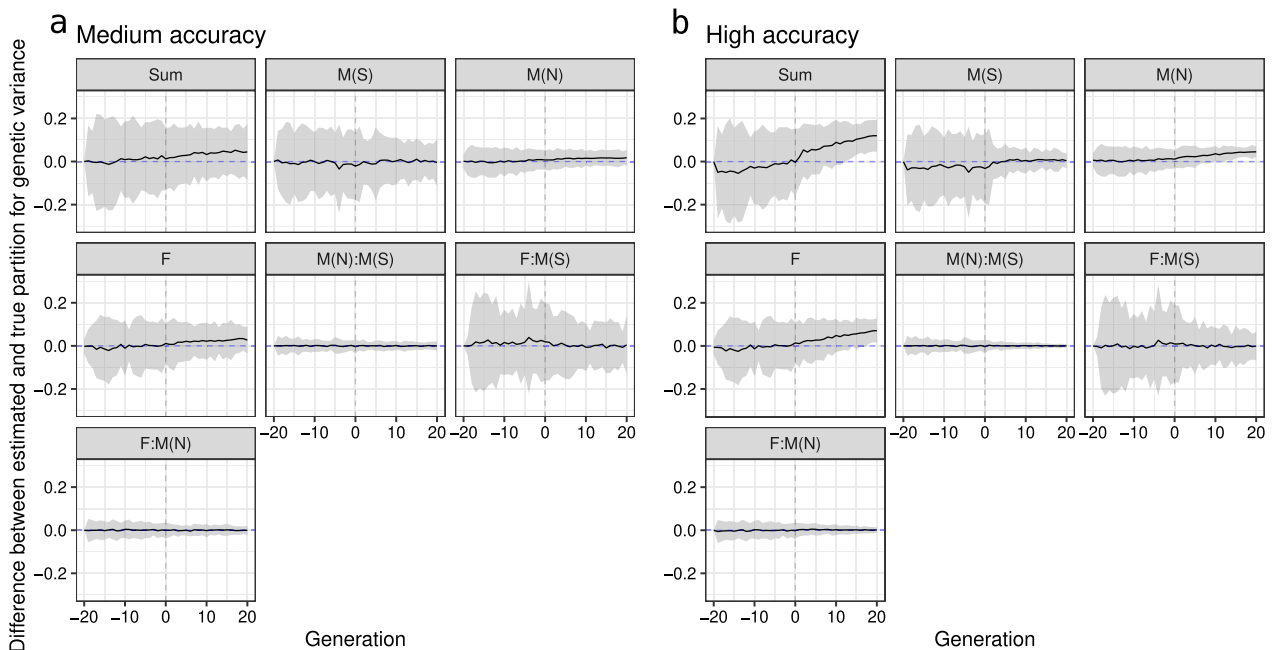 a
Medium accuracy
Difference between estimated and true partition for genetic variance
Sum
M(S)
M(N)
0.2
0.0
−0.2
F
M(N):M(S)
F:M(S)
0.2
0.0
−0.2
−20 −10 0 10 20
−20 −10 0 10 20
F:M(N)
0.2
0.0
−0.2
−20 −10 0 10 20
Generation
b
High accuracy
Sum
M(S)
M(N)
0.2
0.0
−0.2
F
M(N):M(S)
F:M(S)
0.2
0.0
−0.2
−20 −10 0 10 20
−20 −10 0 10 20
F:M(N)
0.2
0.0
−0.2
−20 −10 0 10 20
Generation